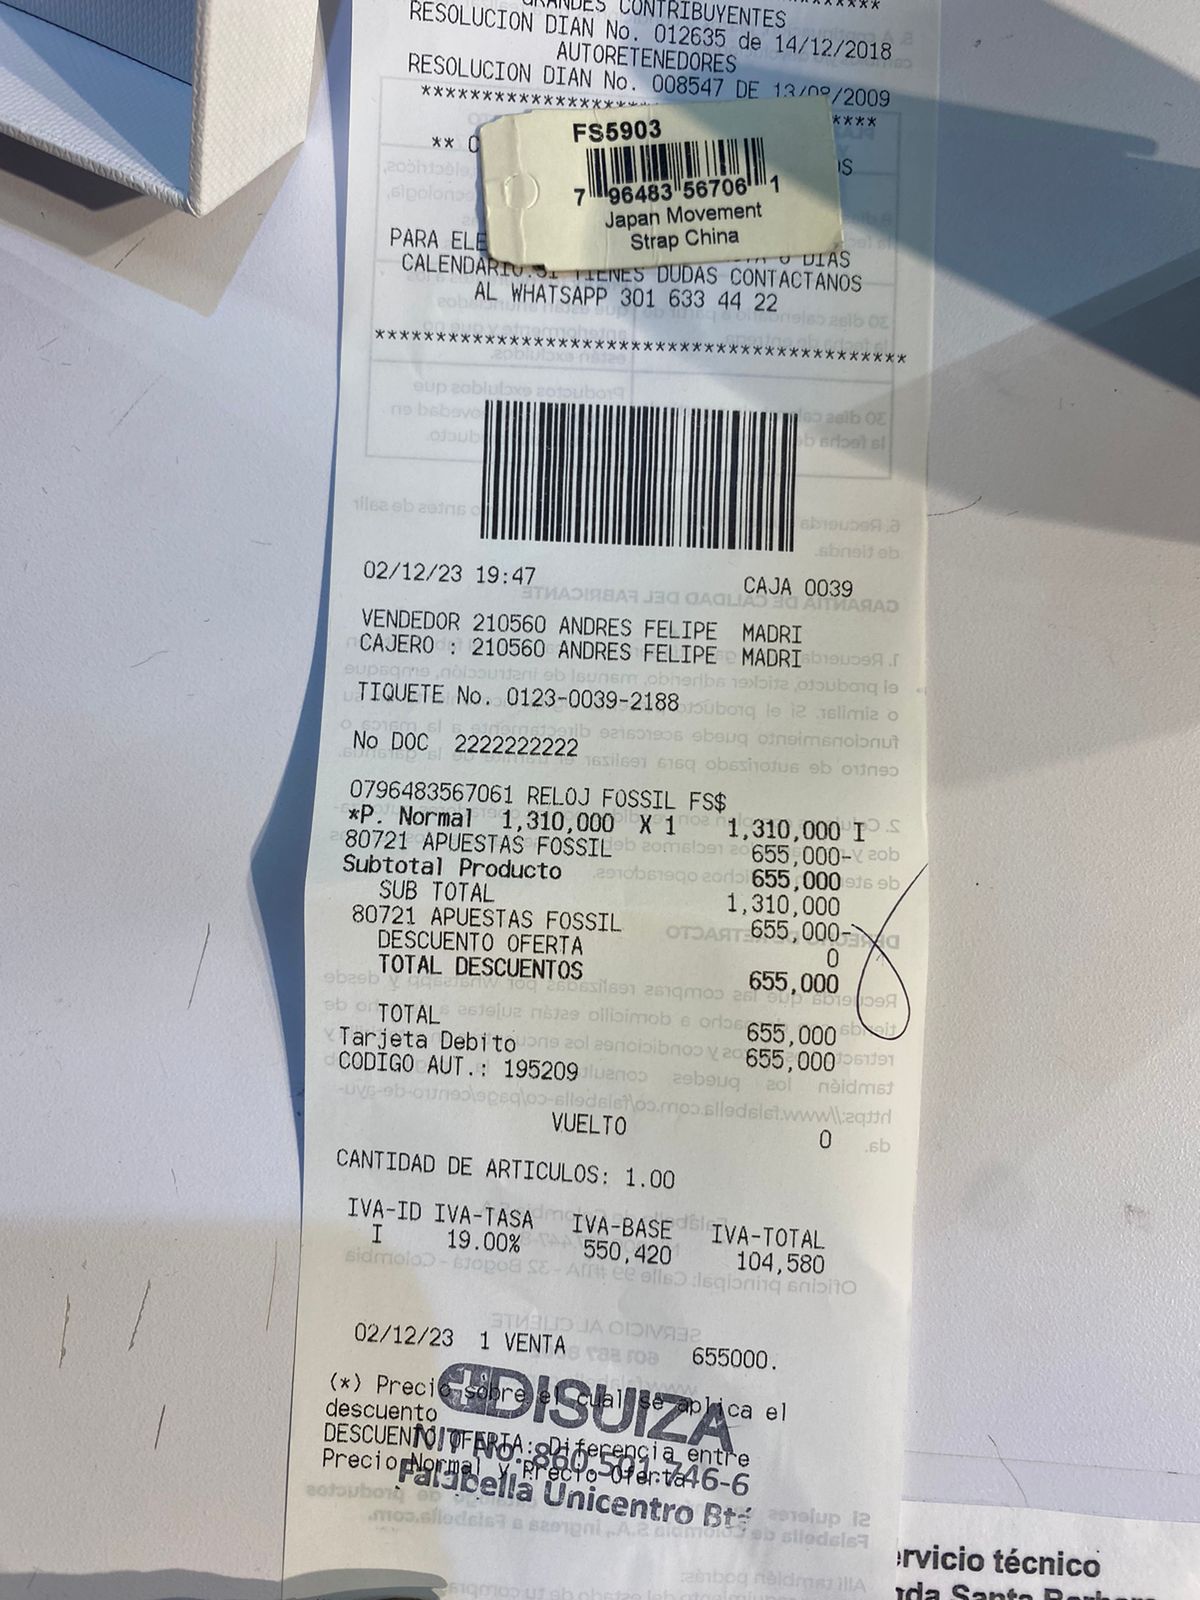 GRANDES CONTRIBUYENTES
RESOLUCION DIAN No. 012635 de 14/12/2018
AUTORETENEDORES
RESOLUCION DIAN No. 008547 DE 13/08/2009
*******************
****
** C
OS
FS5903
7 96483 56706 1
Japan Movement
Strap China
PARA ELE
DIAS
CALENDARIO.SI TIENES DUDAS CONTACTANOS
AL WHATSAPP 301 633 44 22
*******************************************
02/12/23 19:47 CAJA 0039
VENDEDOR 210560 ANDRES FELIPE MADRI
CAJERO : 210560 ANDRES FELIPE MADRI
TIQUETE No. 0123-0039-2188
No DOC 2222222222
0796483567061 RELOJ FOSSIL FS$
*P. Normal 1,310,000 X 1 1,310,000 I
80721 APUESTAS FOSSIL 655,000-
Subtotal Producto 655,000
SUB TOTAL 1,310,000
80721 APUESTAS FOSSIL 655,000-
DESCUENTO OFERTA 0
TOTAL DESCUENTOS 655,000
TOTAL 655,000
Tarjeta Debito 655,000
CODIGO AUT.: 195209
VUELTO 0
CANTIDAD DE ARTICULOS: 1.00
IVA-ID IVA-TASA IVA-BASE IVA-TOTAL
I 19.00% 550,420 104,580
02/12/23 1 VENTA 655000.
(*) Precio sobre el cual se aplica el
descuento
DESCUENTO OFERTA: Diferencia entre
Precio Normal y Precio Oferta
DISUIZA
NIT No. 860.501.746-6
Falabella Unicentro Bta
ervicio técnico
da Santa Barbara